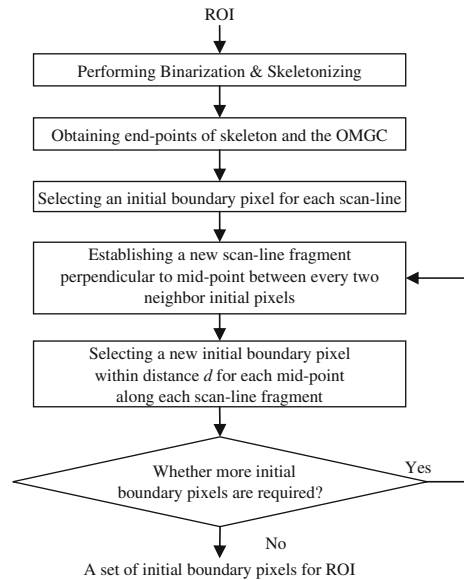 ROI
Performing Binarization & Skeletonizing
Obtaining end-points of skeleton and the OMGC
Selecting an initial boundary pixel for each scan-line
Establishing a new scan-line fragment
perpendicular to mid-point between every two
neighbor initial pixels
Selecting a new initial boundary pixel
within distance d for each mid-point
along each scan-line fragment
Whether more initial
boundary pixels are required?
Yes
No
A set of initial boundary pixels for ROI